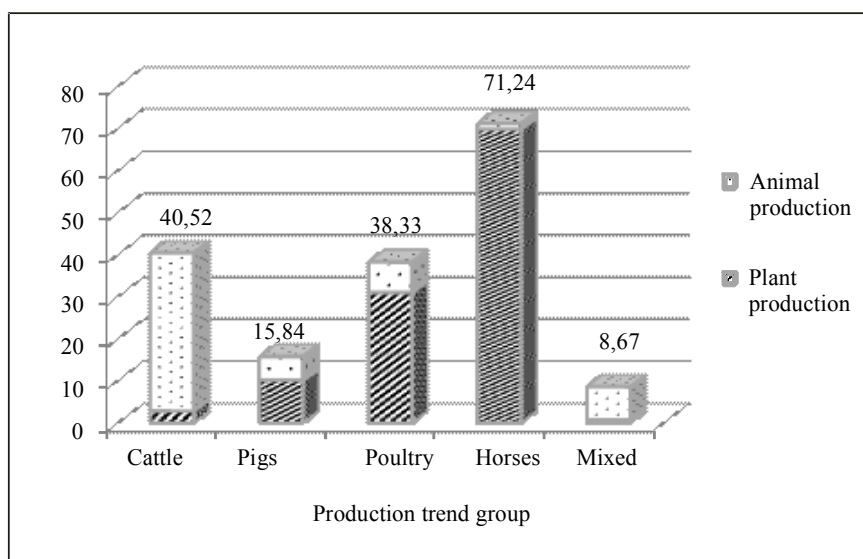 80
70
60
50
40
30
20
10
0
40,52
15,84
38,33
71,24
8,67
Cattle Pigs Poultry Horses Mixed
Production trend group
Animal
production
Plant
production